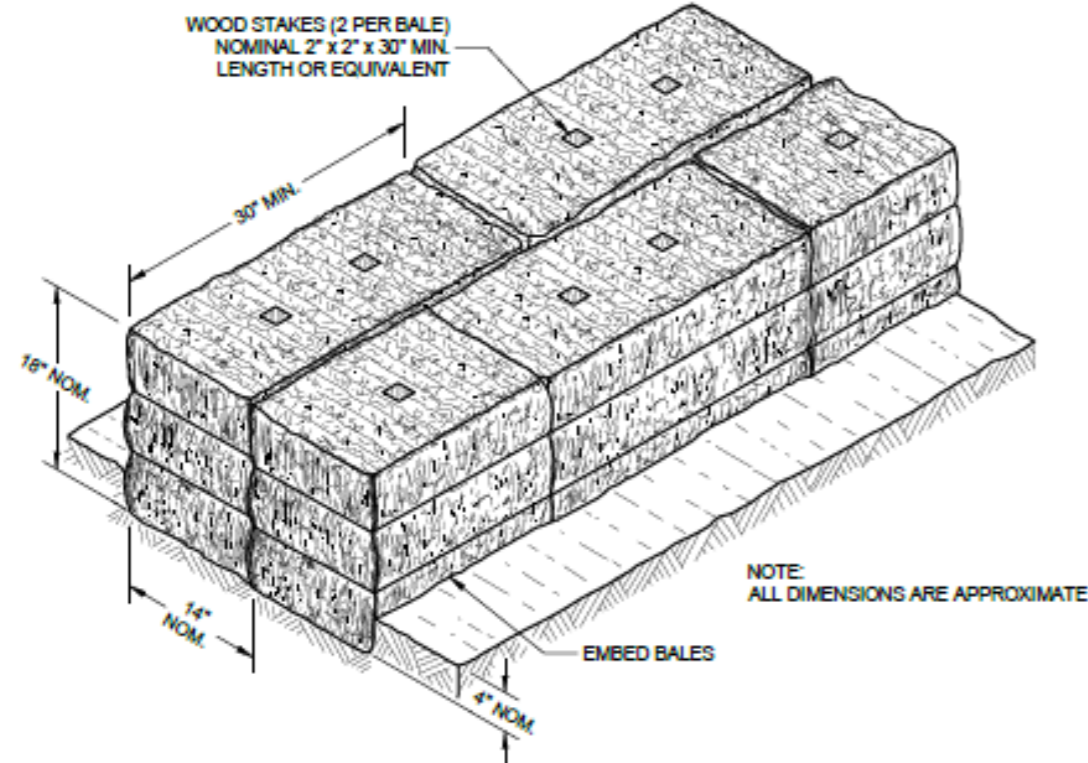 WOOD STAKES (2 PER BALE)
NOMINAL 2" x 2" x 30" MIN.
LENGTH OR EQUIVALENT
30" MIN.
18" NOM.
14"
NOM.
NOTE:
ALL DIMENSIONS ARE APPROXIMATE
EMBED BALES
4" NOM.